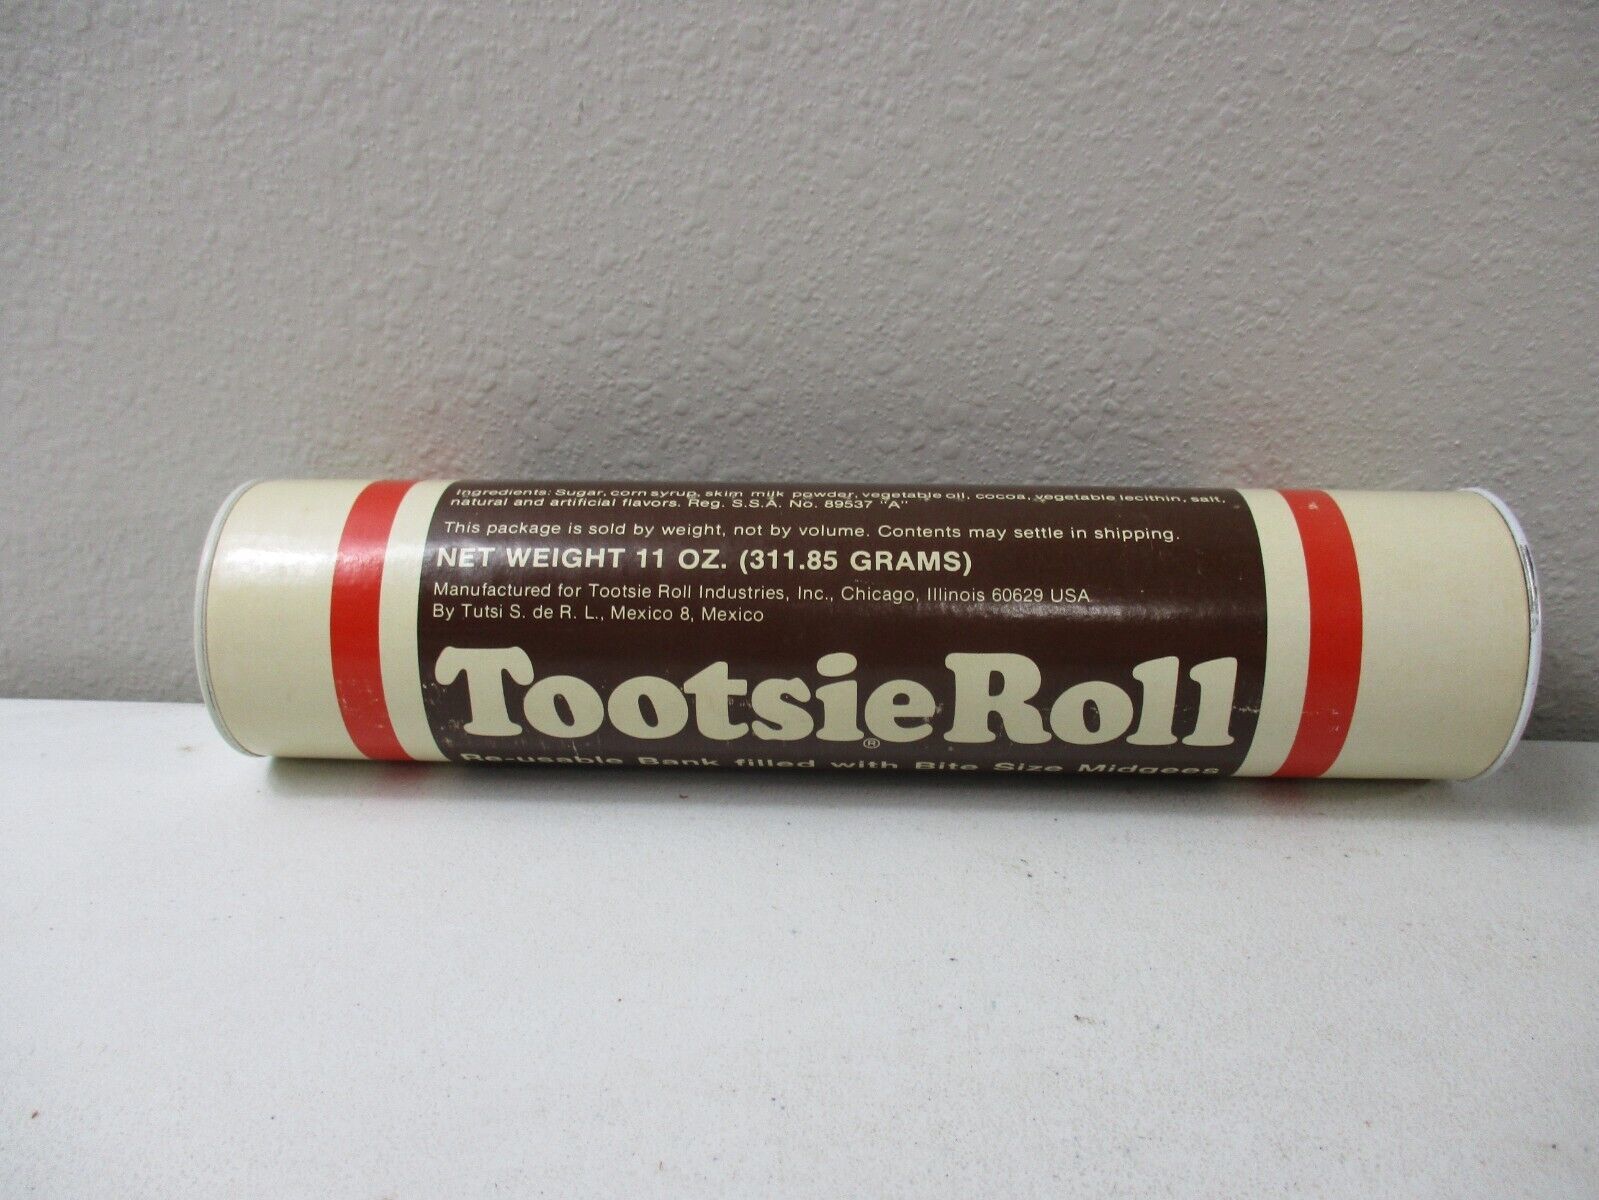 Ingredients: Sugar, corn syrup, skim milk powder, vegetable oil, cocoa, vegetable lecithin, salt,
natural and artificial flavors. Reg. S.S.A. No. 89537 "A"
This package is sold by weight, not by volume. Contents may settle in shipping.
NET WEIGHT 11 OZ. (311.85 GRAMS)
Manufactured for Tootsie Roll Industries, Inc., Chicago, Illinois 60629 USA
By Tutsi S. de R. L., Mexico 8, Mexico
Tootsie Roll
®
Re-usable Bank filled with Bite Size Midgees